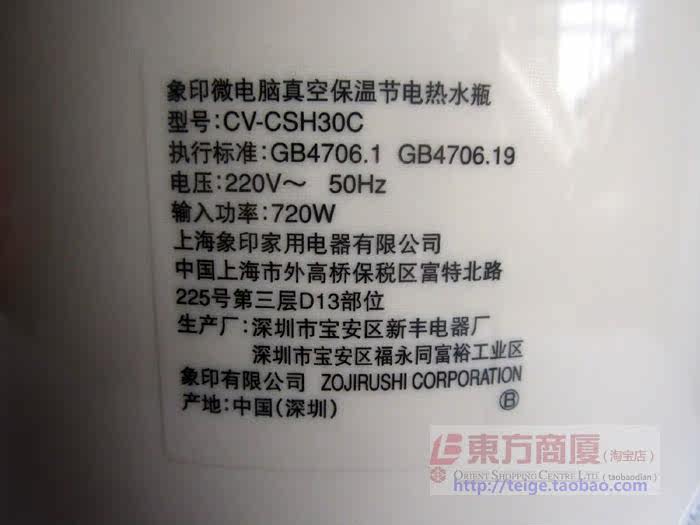 象印微电脑真空保温节电热水瓶
型号:CV-CSH30C
执行标准:GB4706.1 GB4706.19
电压:220V～ 50Hz
输入功率:720W
上海象印家用电器有限公司
中国上海市外高桥保税区富特北路
225号第三层D13部位
生产厂:深圳市宝安区新丰电器厂
深圳市宝安区福永同富裕工业区
象印有限公司 ZOJIRUSHI CORPORATION
产地:中国(深圳) Ⓑ
東方商厦(淘宝店)
ORIENT SHOPPING CENTRE LTD. (taobaodian)
http://teige.taobao.com